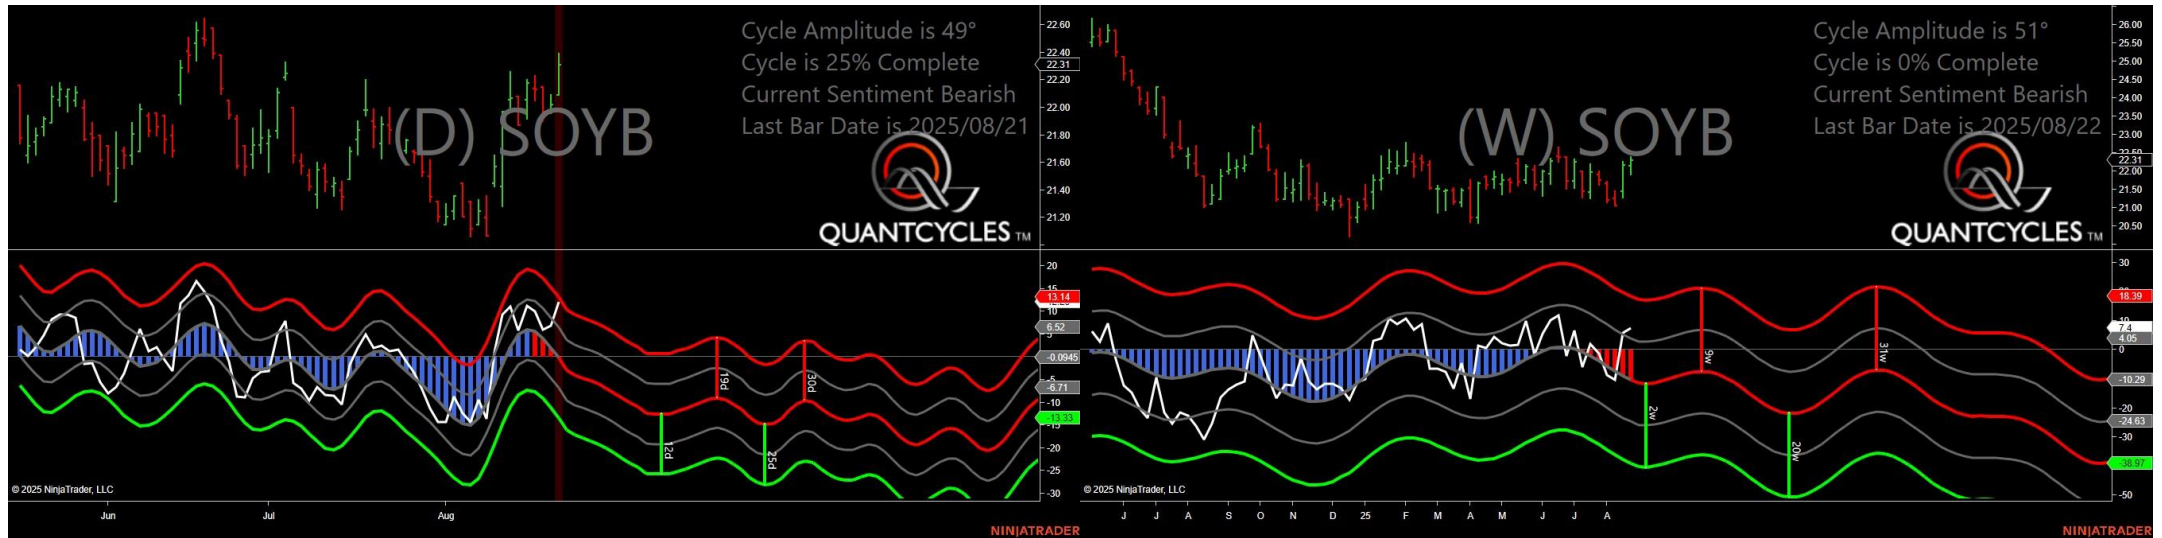 Cycle Amplitude is 49°
Cycle is 25% Complete
Current Sentiment Bearish
Last Bar Date is 2025/08/21
(D) SOYB
QUANTCYCLES TM
22.60
22.40
22.31
22.20
22.00
21.80
21.60
21.40
21.20
20
15
13.14
10
6.52
5
-0.0945
-5
-6.71
-10
-13.33
-15
-20
-25
-30
12d
19d
25d
30d
© 2025 NinjaTrader, LLC
Jun
Jul
Aug
NINJATRADER
Cycle Amplitude is 51°
Cycle is 0% Complete
Current Sentiment Bearish
Last Bar Date is 2025/08/22
(W) SOYB
QUANTCYCLES TM
26.00
25.50
25.00
24.50
24.00
23.50
23.00
22.31
22.00
21.50
21.00
20.50
30
18.39
10
7.4
4.05
0
-10.29
-20
-24.63
-30
-38.97
-50
2w
9w
20w
31w
© 2025 NinjaTrader, LLC
J
J
A
S
O
N
D
25
F
M
A
M
J
J
A
NINJATRADER